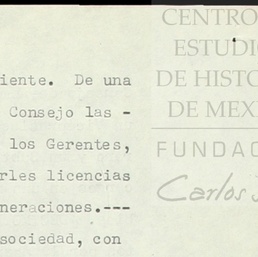 iente. De una
Consejo las -
los Gerentes,
rles licencias
neraciones.---
sociedad, con
CENTRO
ESTUDI
DE HISTO
DE MEX
FUNDAC
Carlos